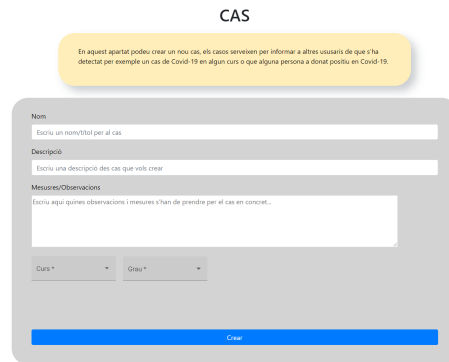 CAS
En aquest apartat podeu crear un nou cas, els casos serveixen per informar a altres ususaris de que s'ha
detectat per exemple un cas de Covid-19 en algun curs o que alguna persona a donat positiu en Covid-19.
Nom
Escriu un nom/títol per al cas
Descripció
Escriu una descripció des cas que vols crear
Mesusres/Observacions
Escriu aqui quines observacions i mesures s'han de prendre per el cas en concret...
Curs *
Grau *
Crear